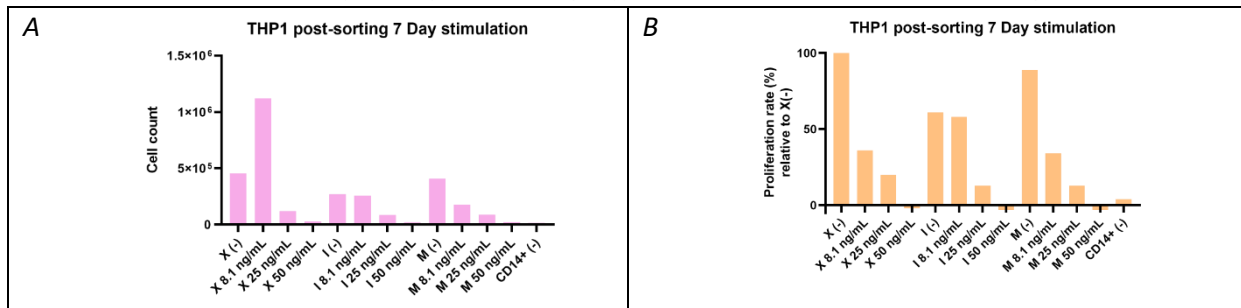 A
THP1 post-sorting 7 Day stimulation
Cell count
1.5×10⁶
1×10⁶
5×10⁵
0
X (-)
X 8.1 ng/mL
X 25 ng/mL
X 50 ng/mL
I (-)
I 8.1 ng/mL
I 25 ng/mL
I 50 ng/mL
M (-)
M 8.1 ng/mL
M 25 ng/mL
M 50 ng/mL
CD14+ (-)
B
THP1 post-sorting 7 Day stimulation
Proliferation rate (%)
relative to X(-)
100
50
0
X (-)
X 8.1 ng/mL
X 25 ng/mL
X 50 ng/mL
I (-)
I 8.1 ng/mL
I 25 ng/mL
I 50 ng/mL
M (-)
M 8.1 ng/mL
M 25 ng/mL
M 50 ng/mL
CD14+ (-)